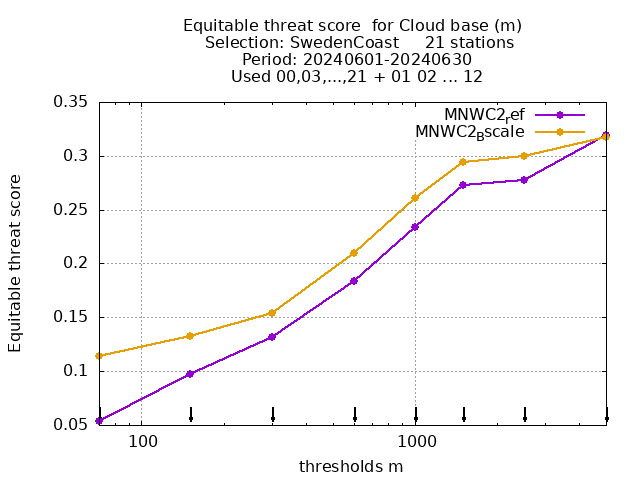 Equitable threat score for Cloud base (m)
Selection: SwedenCoast 21 stations
Period: 20240601-20240630
Used 00,03,...,21 + 01 02 ... 12
MNWC2ref
MNWC2Bscale
0.35
0.3
0.25
0.2
0.15
0.1
0.05
Equitable threat score
100
1000
thresholds m